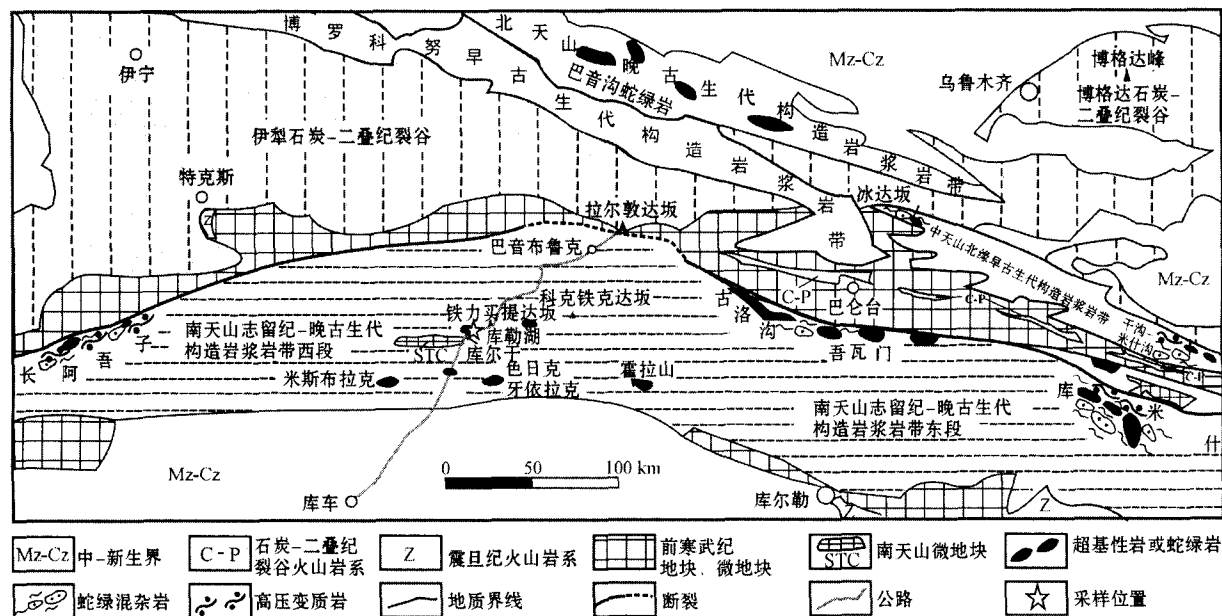 博罗科努早古生代构造岩浆岩带
北天山晚古生代构造岩浆岩带
巴音沟蛇绿岩
Mz-Cz
伊宁
乌鲁木齐
博格达峰
博格达石炭-
二叠纪裂谷
伊犁石炭-二叠纪裂谷
特克斯
Z
拉尔敦达坂
冰达坂
中天山北缘早古生代构造岩浆岩带
Mz-Cz
巴音布鲁克
C-P
巴仑台
C-P
干沟-
米什沟
科克铁克达坂
铁力买提达坂
古洛沟
库勒湖
南天山志留纪-晚古生代
构造岩浆岩带西段
STC
库尔干
吾瓦门
C-P
长阿吾子
米斯布拉克
色日克
牙依拉克
霍拉山
库米什
南天山志留纪-晚古生代
构造岩浆岩带东段
Mz-Cz
0 50 100 km
库车
库尔勒
Z
Z
Mz-Cz 中-新生界
C-P 石炭-二叠纪
裂谷火山岩系
Z 震旦纪火山岩系
前寒武纪
地块、微地块
STC 南天山微地块
超基性岩或蛇绿岩
蛇绿混杂岩
高压变质岩
地质界线
断裂
公路
采样位置